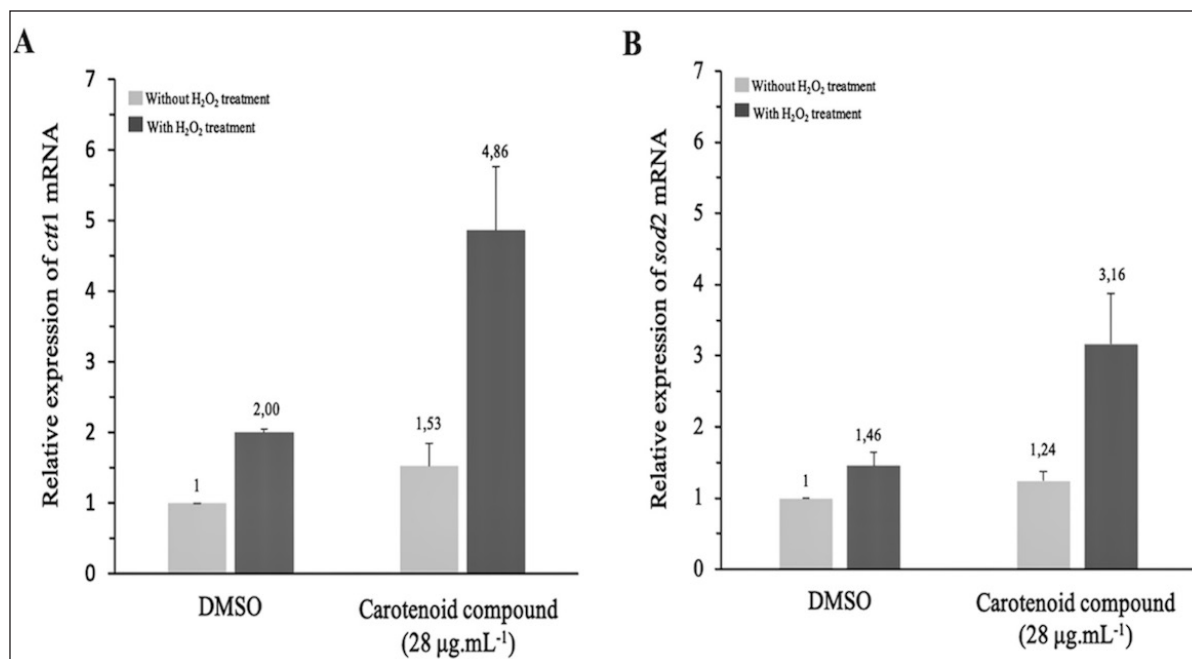 A
Relative expression of ctt1 mRNA
7
6
5
4
3
2
1
0
Without H₂O₂ treatment
With H₂O₂ treatment
1
2,00
1,53
4,86
DMSO
Carotenoid compound
(28 µg.mL⁻¹)
B
Relative expression of sod2 mRNA
7
6
5
4
3
2
1
0
Without H₂O₂ treatment
With H₂O₂ treatment
1
1,46
1,24
3,16
DMSO
Carotenoid compound
(28 µg.mL⁻¹)